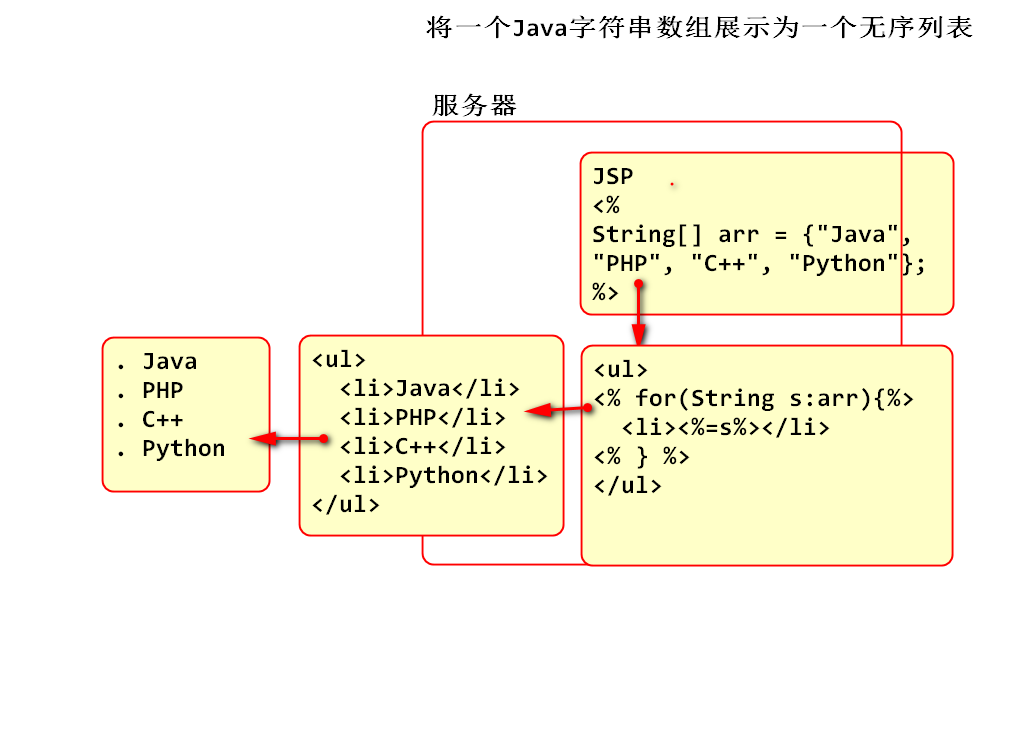 将一个Java字符串数组展示为一个无序列表
服务器
JSP
<%
String[] arr = {"Java",
"PHP", "C++", "Python"};
%>
. Java
. PHP
. C++
. Python
<ul>
  <li>Java</li>
  <li>PHP</li>
  <li>C++</li>
  <li>Python</li>
</ul>
<ul>
<% for(String s:arr){%>
  <li><%=s%></li>
<% } %>
</ul>